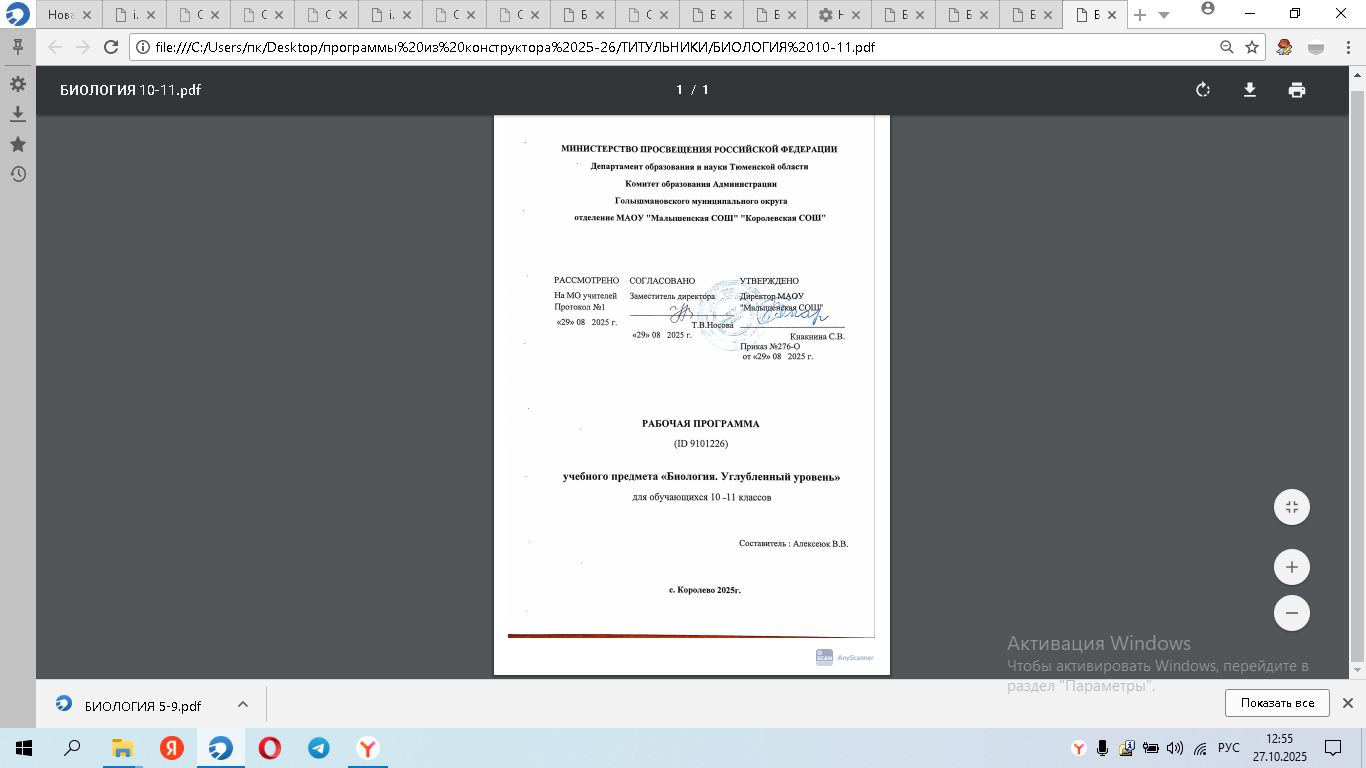 Нова
file:///C:/Users/пк/Desktop/программы%20из%20конструктора%202025-26/ТИТУЛЬНИКИ/БИОЛОГИЯ%2010-11.pdf
БИОЛОГИЯ 10-11.pdf
1 / 1
МИНИСТЕРСТВО ПРОСВЕЩЕНИЯ РОССИЙСКОЙ ФЕДЕРАЦИИ
Департамент образования и науки Тюменской области
Комитет образования Администрации
Голышмановского муниципального округа
отделение МАОУ "Малышенская СОШ" "Королевская СОШ"
РАССМОТРЕНО
На МО учителей
Протокол №1
«29» 08 2025 г.
СОГЛАСОВАНО
Заместитель директора
Т.В.Носова
«29» 08 2025 г.
УТВЕРЖДЕНО
Директор МАОУ
"Малышенская СОШ"
Кнакнина С.В.
Приказ №276-О
от «29» 08 2025 г.
РАБОЧАЯ ПРОГРАММА
(ID 9101226)
учебного предмета «Биология. Углубленный уровень»
для обучающихся 10 -11 классов
Составитель : Алексеюк В.В.
с. Королево 2025г.
SCAN
AnyScanner
Активация Windows
Чтобы активировать Windows, перейдите в
раздел "Параметры".
БИОЛОГИЯ 5-9.pdf
Показать все
РУС
12:55
27.10.2025